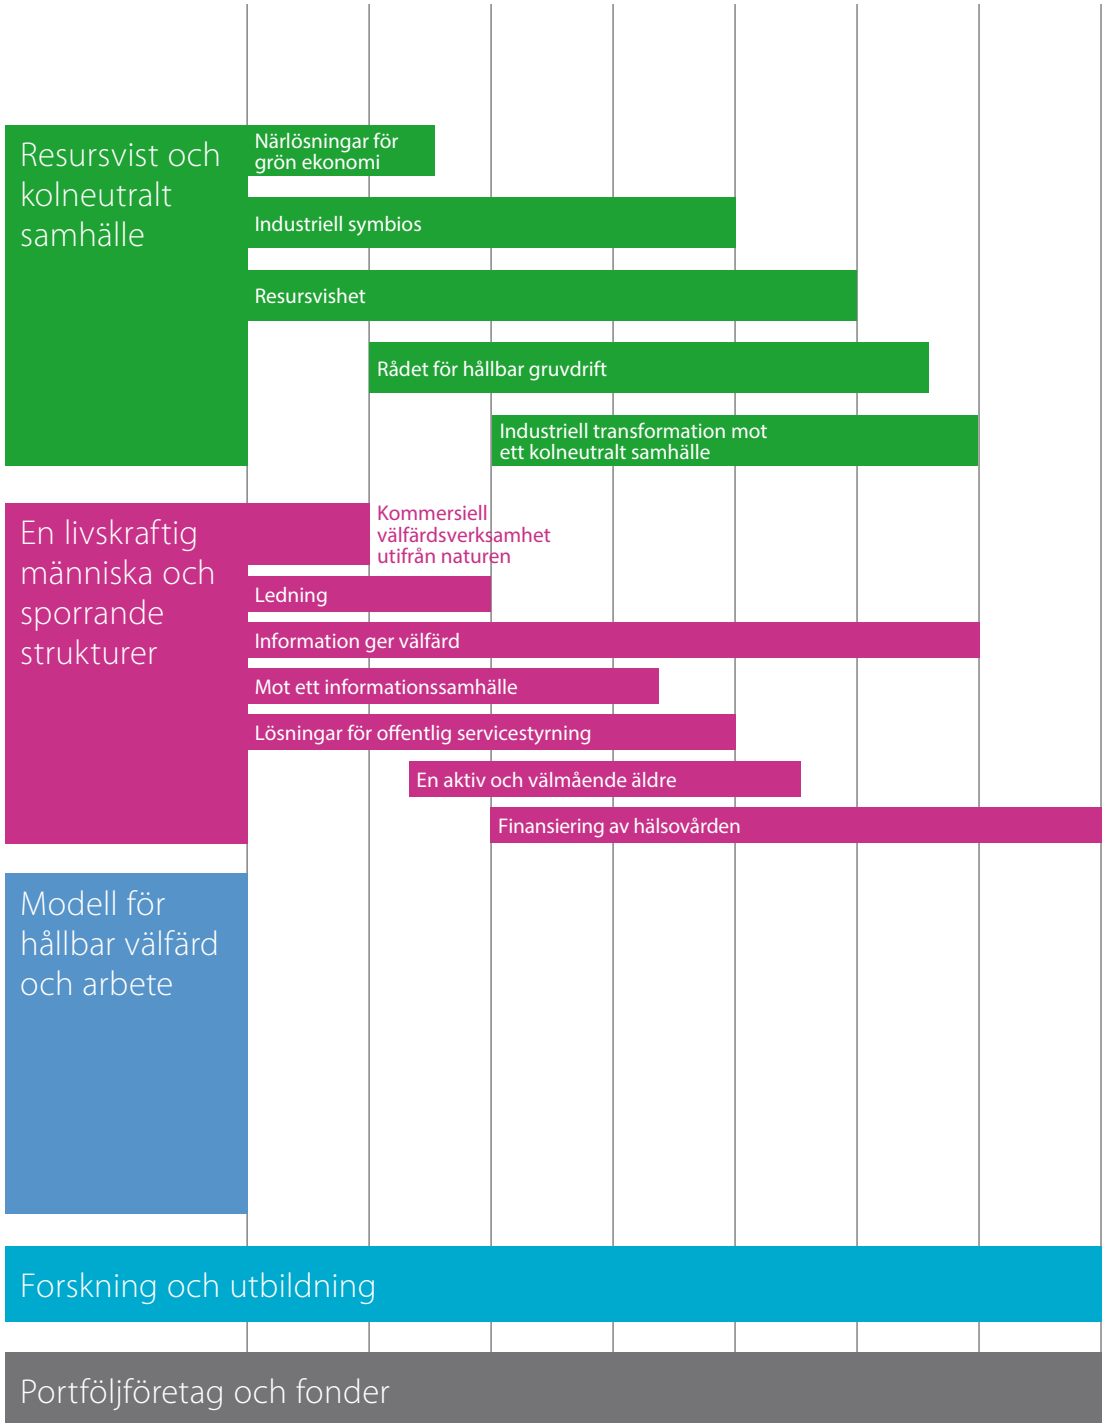 Resursvist och
kolneutralt
samhälle
Närlösningar för
grön ekonomi
Industriell symbios
Resursvishet
Rådet för hållbar gruvdrift
Industriell transformation mot
ett kolneutralt samhälle
En livskraftig
människa och
sporrande
strukturer
Kommersiell
välfärdsverksamhet
utifrån naturen
Ledning
Information ger välfärd
Mot ett informationssamhälle
Lösningar för offentlig servicestyrning
En aktiv och välmående äldre
Finansiering av hälsovården
Modell för
hållbar välfärd
och arbete
Forskning och utbildning
Portföljföretag och fonder